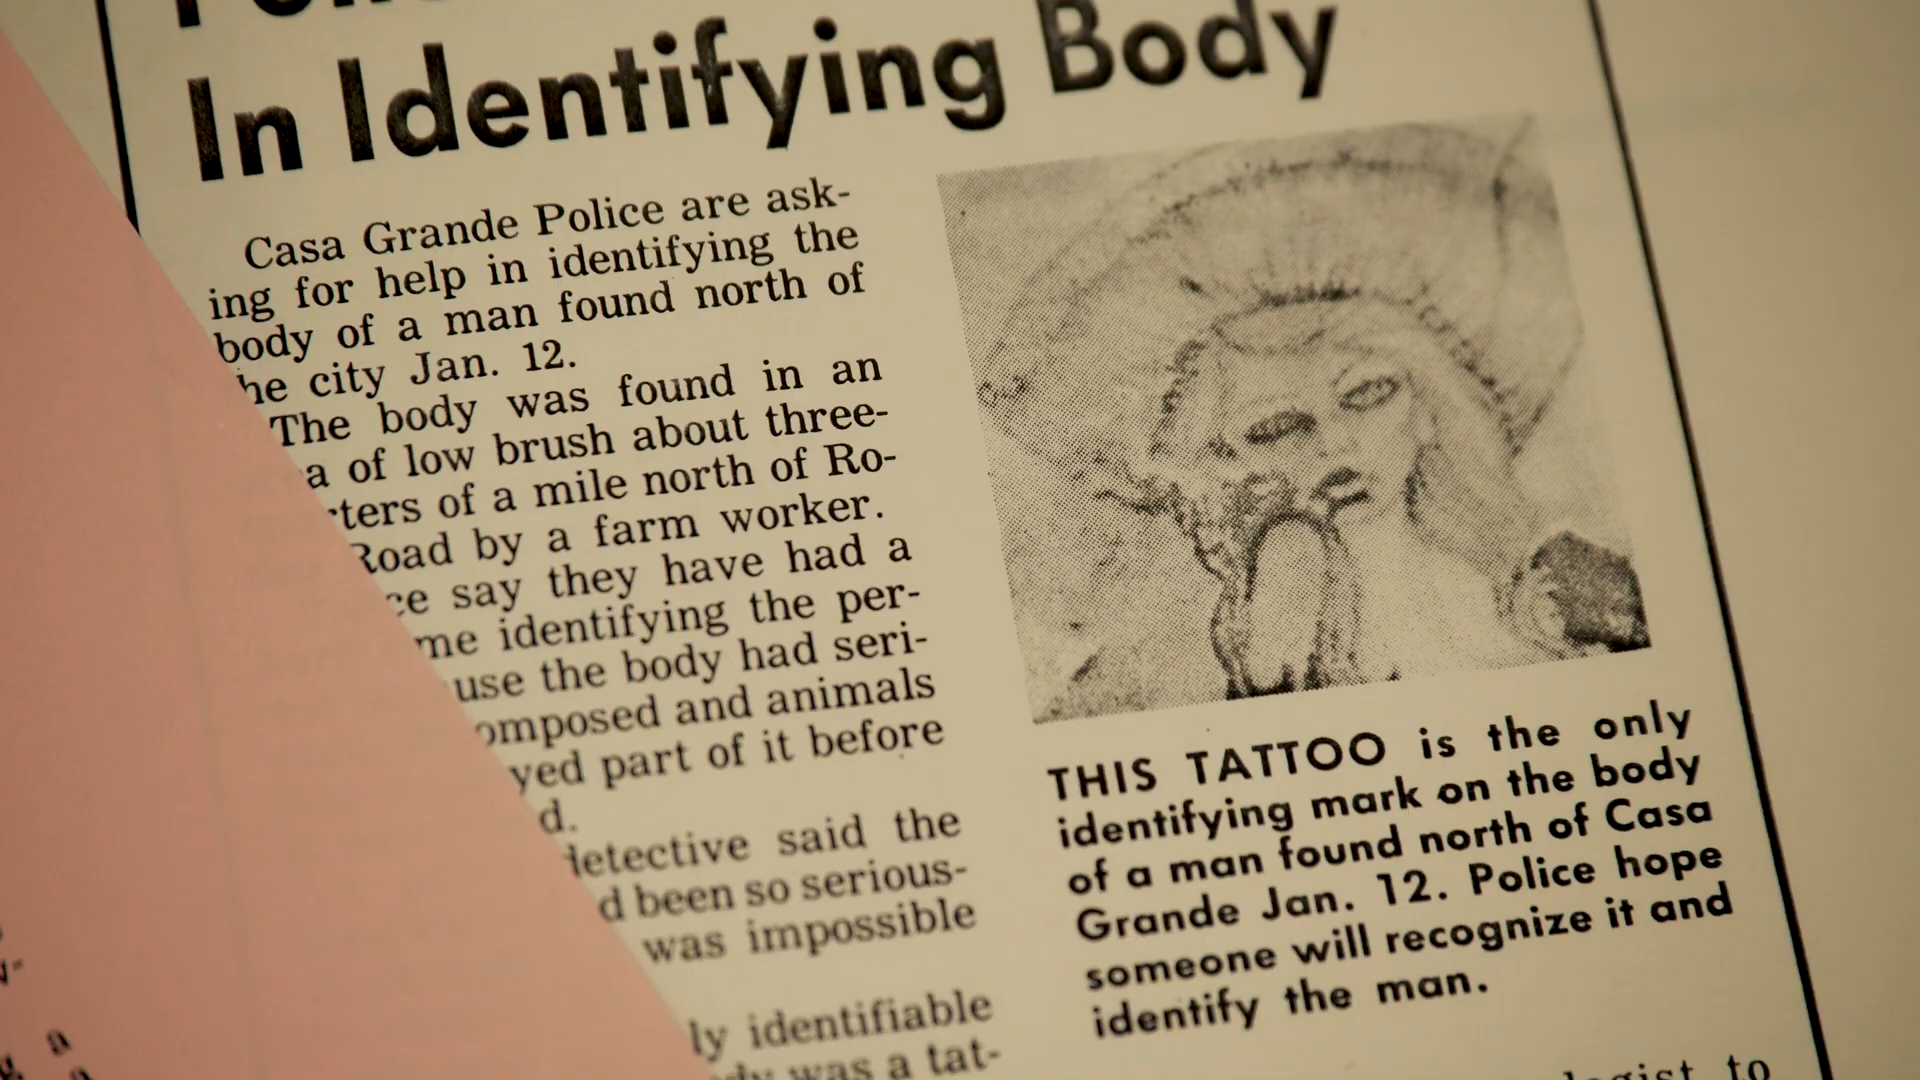 In Identifying Body
Casa Grande Police are ask-
ing for help in identifying the
body of a man found north of
he city Jan. 12.
The body was found in an
a of low brush about three-
ters of a mile north of Ro-
Road by a farm worker.
ce say they have had a
me identifying the per-
use the body had seri-
omposed and animals
yed part of it before
d.
detective said the
d been so serious-
was impossible
ly identifiable
dy was a tat-
THIS TATTOO is the only
identifying mark on the body
of a man found north of Casa
Grande Jan. 12. Police hope
someone will recognize it and
identify the man.
to
a